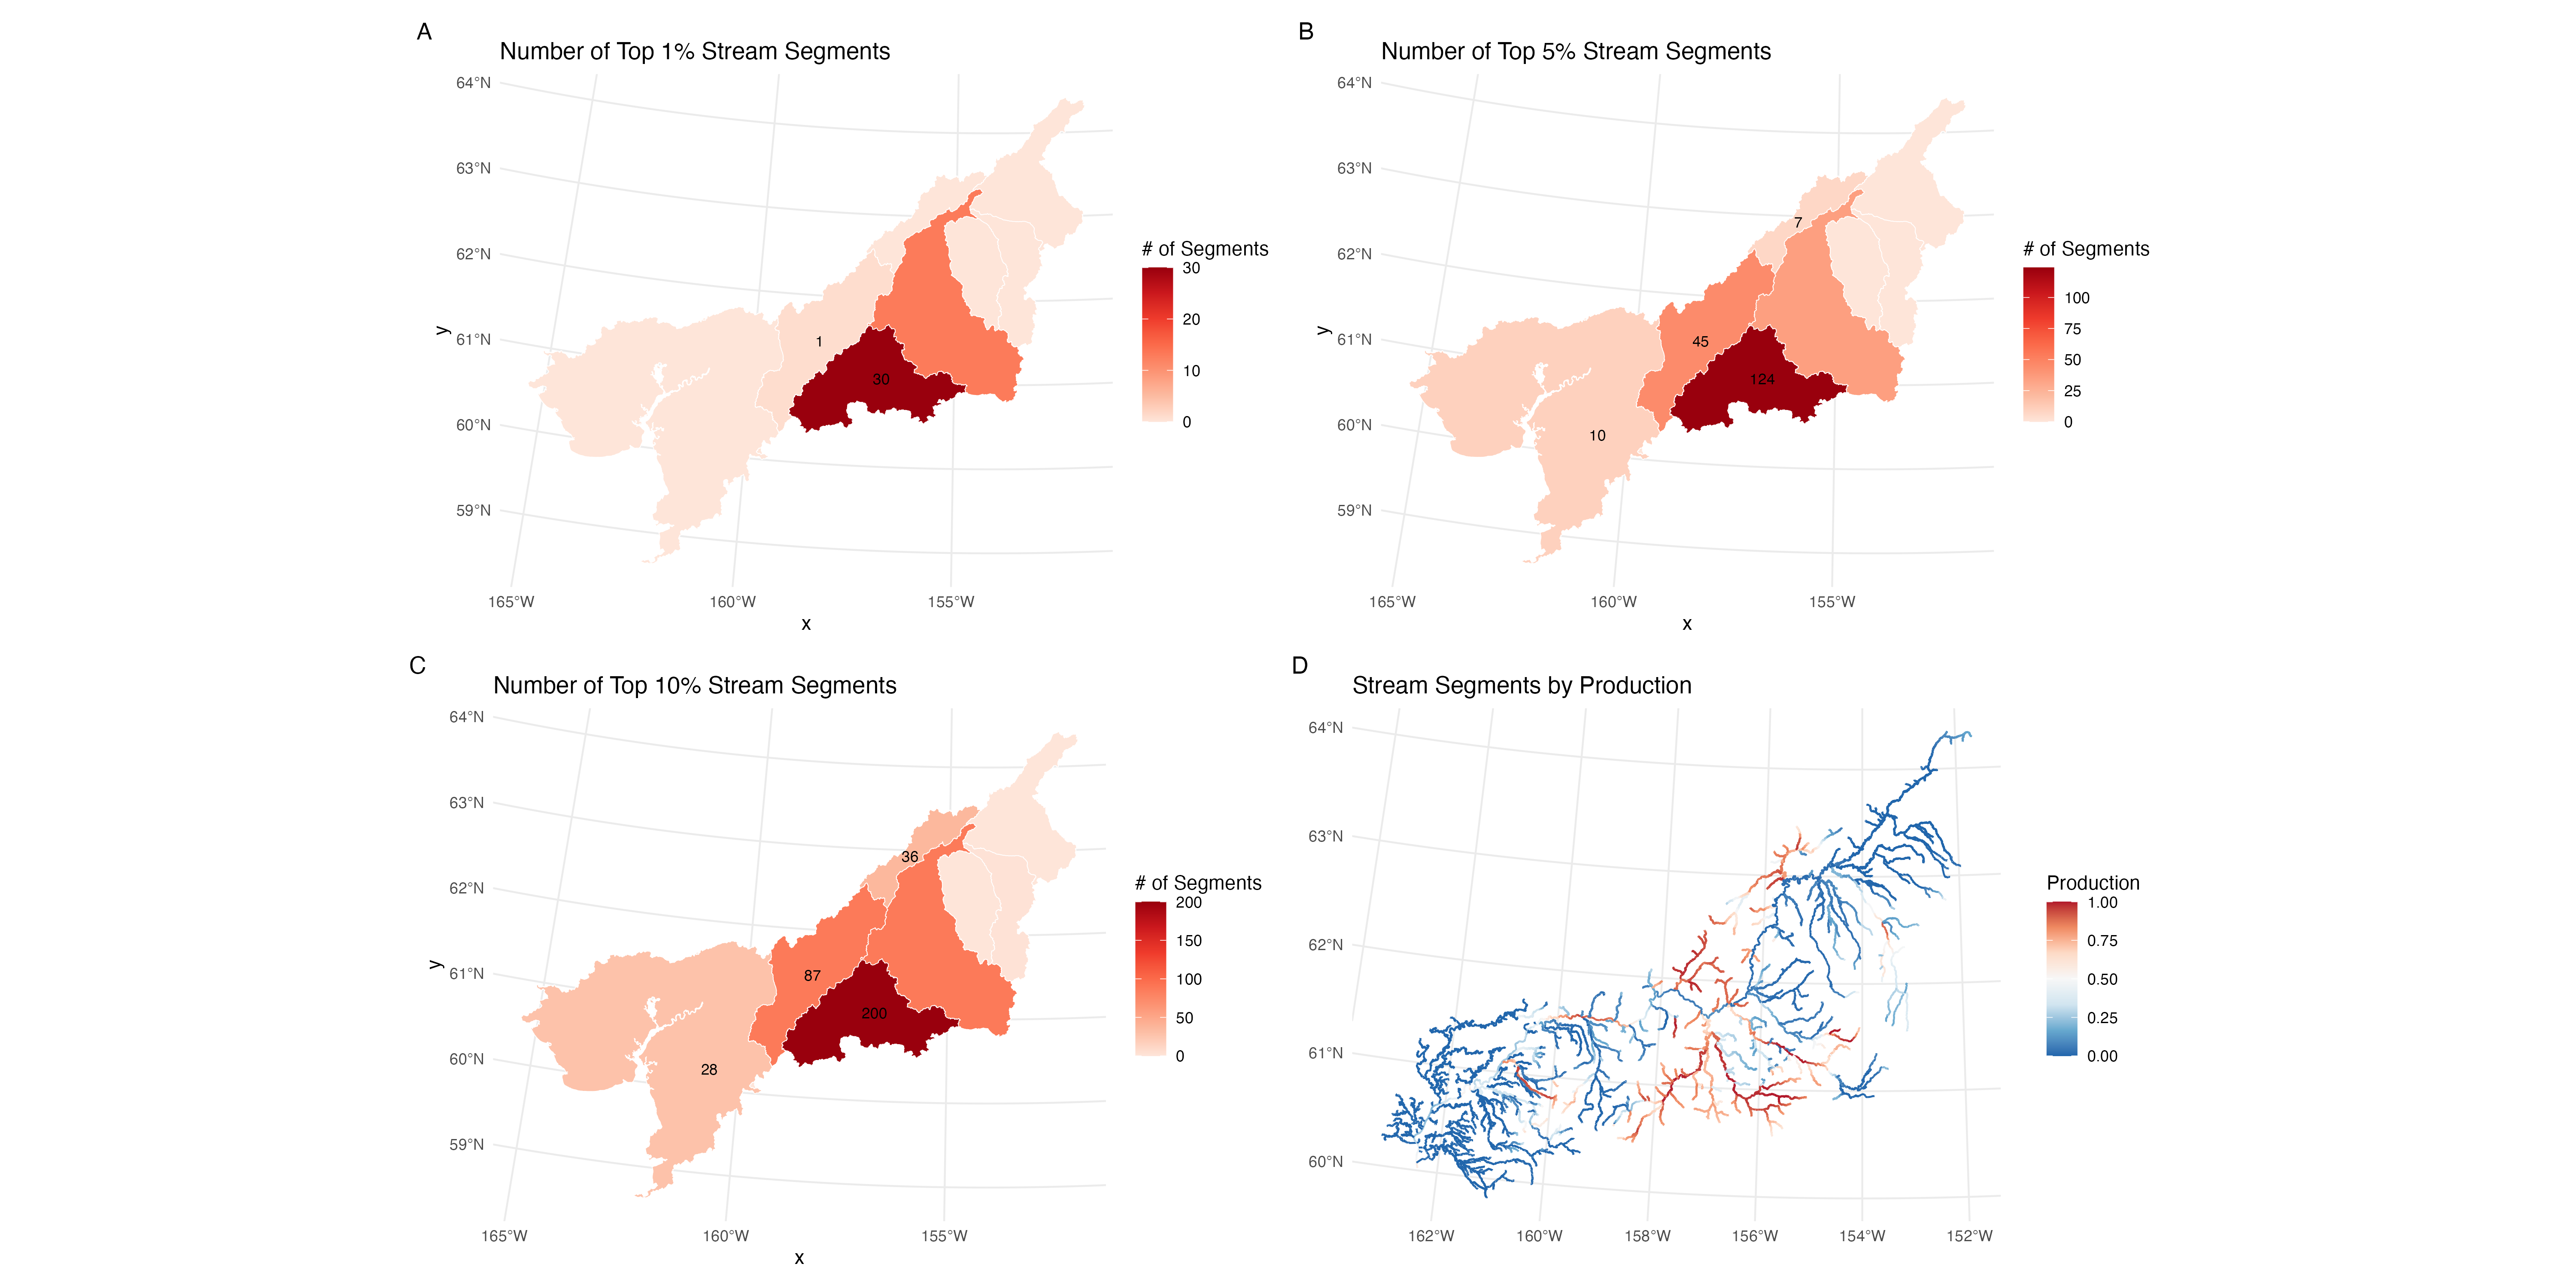 A
Number of Top 1% Stream Segments
64°N
63°N
62°N
61°N
60°N
59°N
y
1
30
165°W
160°W
155°W
x
# of Segments
30
20
10
0
B
Number of Top 5% Stream Segments
64°N
63°N
62°N
61°N
60°N
59°N
y
7
45
124
10
165°W
160°W
155°W
x
# of Segments
100
75
50
25
0
C
Number of Top 10% Stream Segments
64°N
63°N
62°N
61°N
60°N
59°N
y
36
87
200
28
165°W
160°W
155°W
x
# of Segments
200
150
100
50
0
D
Stream Segments by Production
64°N
63°N
62°N
61°N
60°N
162°W
160°W
158°W
156°W
154°W
152°W
Production
1.00
0.75
0.50
0.25
0.00